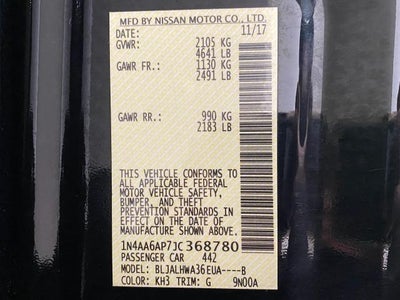 MFD BY NISSAN MOTOR CO., LTD.
DATE: 11/17
GVWR: 2105 KG
4641 LB
GAWR FR.: 1130 KG
2491 LB
GAWR RR.: 990 KG
2183 LB
THIS VEHICLE CONFORMS TO
ALL APPLICABLE FEDERAL
MOTOR VEHICLE SAFETY,
BUMPER, AND THEFT
PREVENTION STANDARDS IN
EFFECT ON THE DATE OF
MANUFACTURE SHOWN ABOVE.
1N4AA6AP7JC368780
PASSENGER CAR 442
MODEL: BLJALHWA36EUA----B
COLOR: KH3 TRIM: G 9N00A